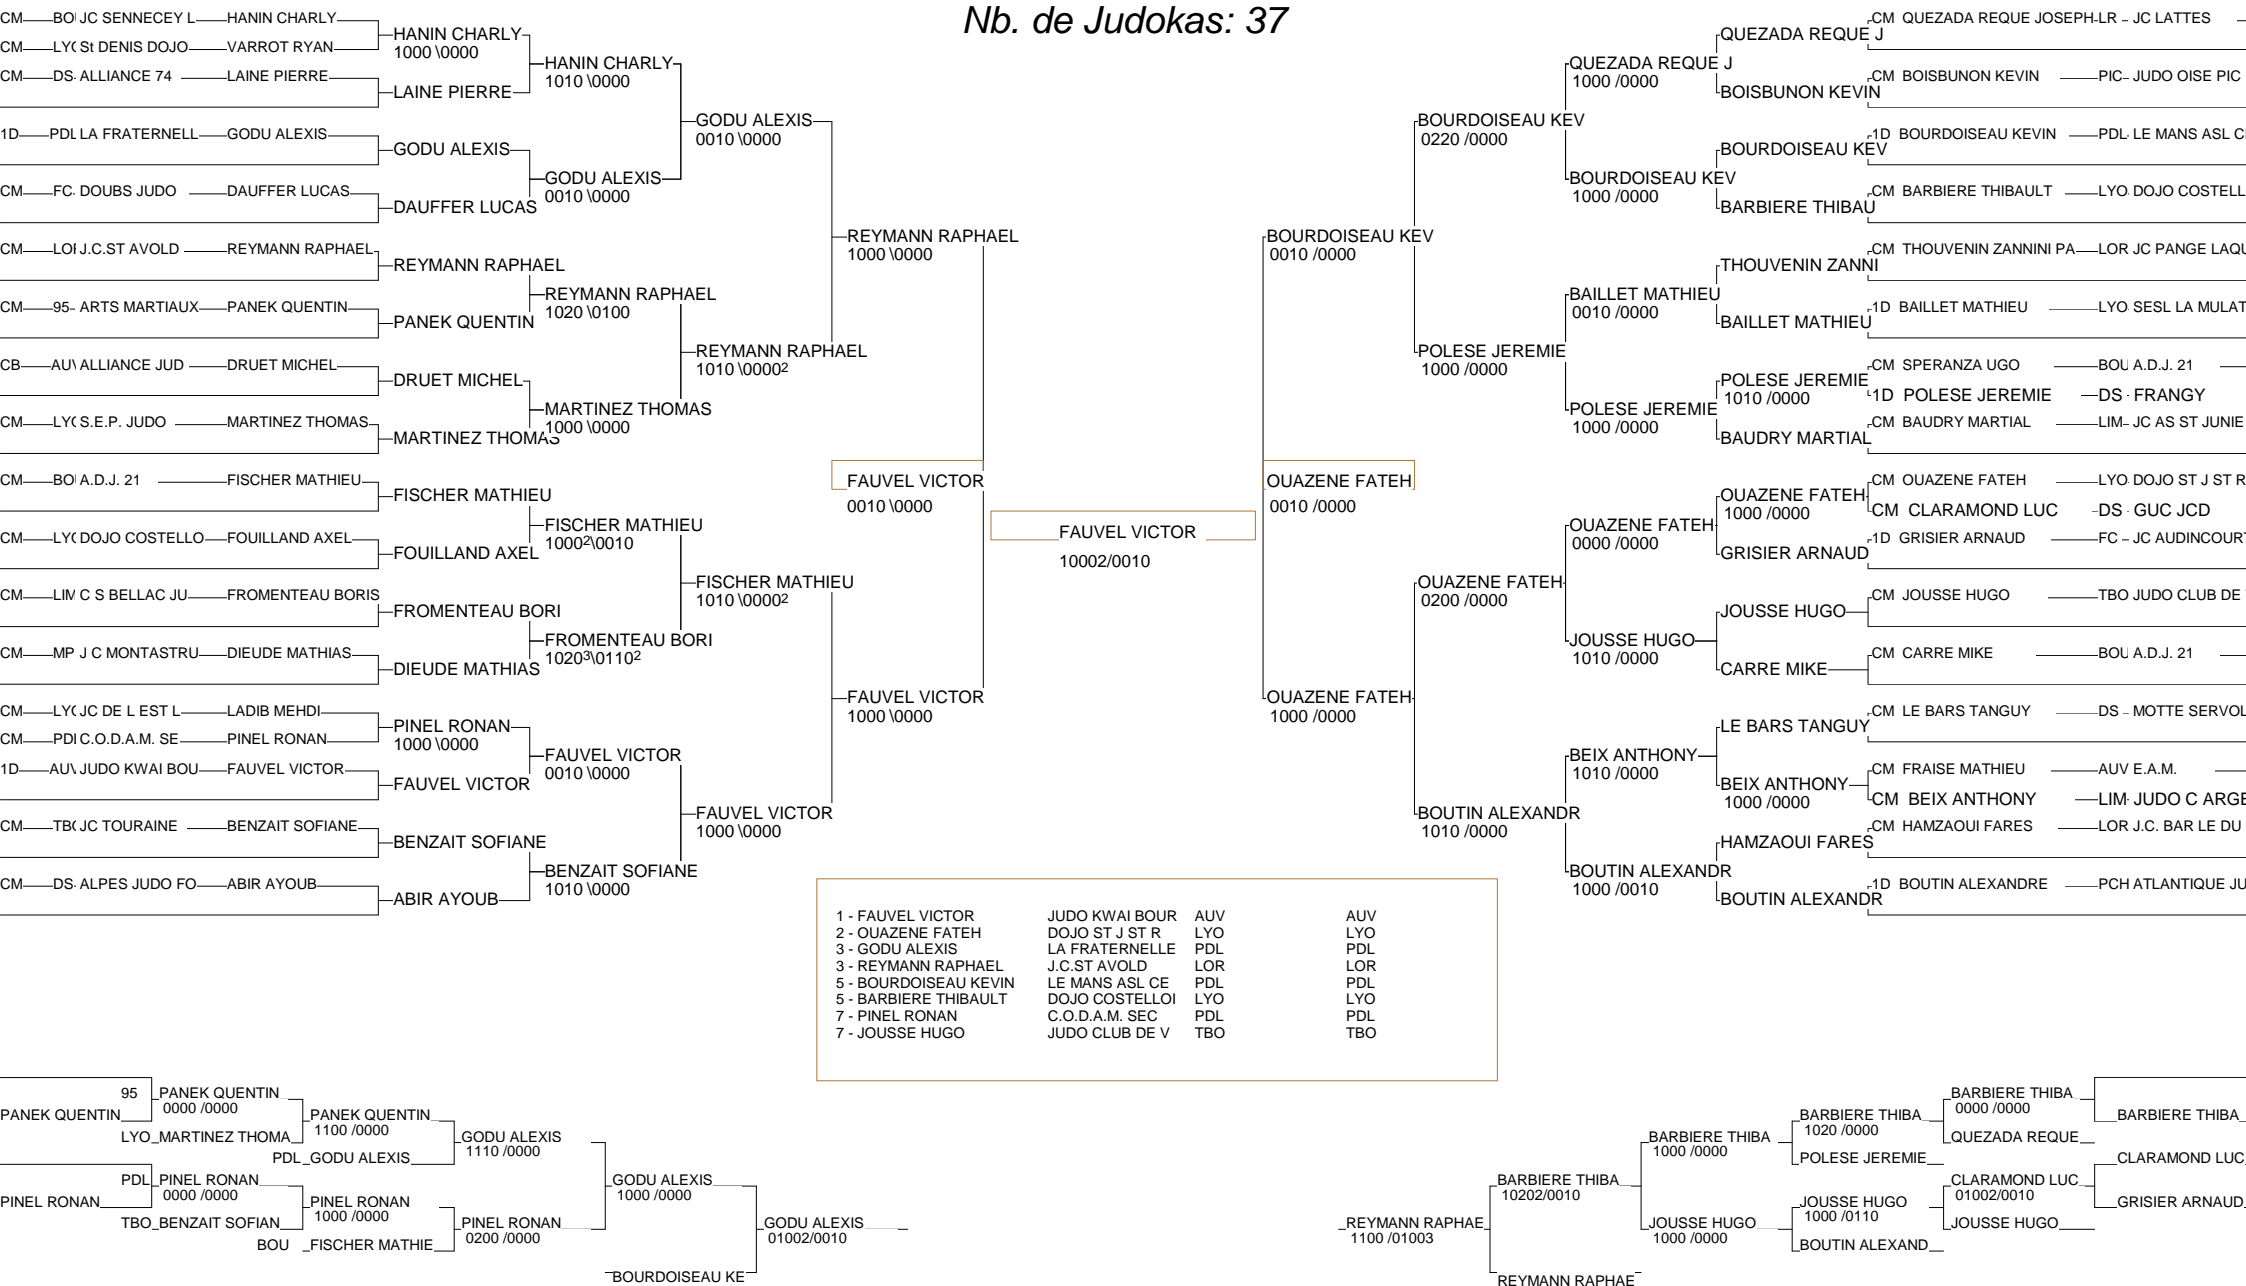 Nb. de Judokas: 37
CM BO JC SENNECEY L HANIN CHARLY
CM LY St DENIS DOJO VARROT RYAN
HANIN CHARLY
1000 \0000
CM DS ALLIANCE 74 LAINE PIERRE
LAINE PIERRE
HANIN CHARLY
1010 \0000
1D PDL LA FRATERNELL GODU ALEXIS
GODU ALEXIS
CM FC DOUBS JUDO DAUFFER LUCAS
DAUFFER LUCAS
GODU ALEXIS
0010 \0000
GODU ALEXIS
0010 \0000
CM LO J.C.ST AVOLD REYMANN RAPHAEL
REYMANN RAPHAEL
CM 95 ARTS MARTIAUX PANEK QUENTIN
PANEK QUENTIN
REYMANN RAPHAEL
1020 \0100
CB AU ALLIANCE JUD DRUET MICHEL
DRUET MICHEL
CM LY S.E.P. JUDO MARTINEZ THOMAS
MARTINEZ THOMAS
MARTINEZ THOMAS
1000 \0000
REYMANN RAPHAEL
1010 \0000²
REYMANN RAPHAEL
1000 \0000
CM BO A.D.J. 21 FISCHER MATHIEU
FISCHER MATHIEU
CM LY DOJO COSTELLO FOUILLAND AXEL
FOUILLAND AXEL
FISCHER MATHIEU
1000²\0010
CM LIM C S BELLAC JU FROMENTEAU BORIS
FROMENTEAU BORI
CM MP J C MONTASTRU DIEUDE MATHIAS
DIEUDE MATHIAS
FROMENTEAU BORI
1020³\0110²
FISCHER MATHIEU
1010 \0000²
CM LY JC DE L EST L LADIB MEHDI
CM PD C.O.D.A.M. SE PINEL RONAN
PINEL RONAN
1000 \0000
1D AU JUDO KWAI BOU FAUVEL VICTOR
FAUVEL VICTOR
FAUVEL VICTOR
0010 \0000
CM TB JC TOURAINE BENZAIT SOFIANE
BENZAIT SOFIANE
CM DS ALPES JUDO FO ABIR AYOUB
ABIR AYOUB
BENZAIT SOFIANE
1010 \0000
FAUVEL VICTOR
1000 \0000
FAUVEL VICTOR
1000 \0000
FAUVEL VICTOR
0010 \0000
FAUVEL VICTOR
10002/0010
OUAZENE FATEH
0010 /0000
CM QUEZADA REQUE JOSEPH LR JC LATTES
QUEZADA REQUE J
CM BOISBUNON KEVIN PIC JUDO OISE PIC
BOISBUNON KEVIN
QUEZADA REQUE J
1000 /0000
1D BOURDOISEAU KEVIN PDL LE MANS ASL C
BOURDOISEAU KEV
CM BARBIERE THIBAULT LYO DOJO COSTELL
BARBIERE THIBAU
BOURDOISEAU KEV
1000 /0000
BOURDOISEAU KEV
0220 /0000
CM THOUVENIN ZANNINI PA LOR JC PANGE LAQU
THOUVENIN ZANNI
1D BAILLET MATHIEU LYO SESL LA MULAT
BAILLET MATHIEU
BAILLET MATHIEU
0010 /0000
CM SPERANZA UGO BOU A.D.J. 21
1D POLESE JEREMIE DS FRANGY
POLESE JEREMIE
1010 /0000
CM BAUDRY MARTIAL LIM JC AS ST JUNIE
BAUDRY MARTIAL
POLESE JEREMIE
1000 /0000
POLESE JEREMIE
1000 /0000
BOURDOISEAU KEV
0010 /0000
CM OUAZENE FATEH LYO DOJO ST J ST R
CM CLARAMOND LUC DS GUC JCD
OUAZENE FATEH
1000 /0000
1D GRISIER ARNAUD FC JC AUDINCOURT
GRISIER ARNAUD
OUAZENE FATEH
0000 /0000
CM JOUSSE HUGO TBO JUDO CLUB DE
JOUSSE HUGO
CM CARRE MIKE BOU A.D.J. 21
CARRE MIKE
JOUSSE HUGO
1010 /0000
OUAZENE FATEH
0200 /0000
CM LE BARS TANGUY DS MOTTE SERVOL
LE BARS TANGUY
CM FRAISE MATHIEU AUV E.A.M.
CM BEIX ANTHONY LIM JUDO C ARGE
BEIX ANTHONY
1000 /0000
BEIX ANTHONY
1010 /0000
CM HAMZAOUI FARES LOR J.C. BAR LE DU
HAMZAOUI FARES
1D BOUTIN ALEXANDRE PCH ATLANTIQUE JU
BOUTIN ALEXANDR
BOUTIN ALEXANDR
1000 /0010
BOUTIN ALEXANDR
1010 /0000
OUAZENE FATEH
1000 /0000
1 - FAUVEL VICTOR JUDO KWAI BOUR AUV AUV
2 - OUAZENE FATEH DOJO ST J ST R LYO LYO
3 - GODU ALEXIS LA FRATERNELLE PDL PDL
3 - REYMANN RAPHAEL J.C.ST AVOLD LOR LOR
5 - BOURDOISEAU KEVIN LE MANS ASL CE PDL PDL
5 - BARBIERE THIBAULT DOJO COSTELLOI LYO LYO
7 - PINEL RONAN C.O.D.A.M. SEC PDL PDL
7 - JOUSSE HUGO JUDO CLUB DE V TBO TBO
95 PANEK QUENTIN
0000 /0000
PANEK QUENTIN
LYO MARTINEZ THOMA
PANEK QUENTIN
1100 /0000
PDL GODU ALEXIS
GODU ALEXIS
1110 /0000
PDL PINEL RONAN
0000 /0000
PINEL RONAN
TBO BENZAIT SOFIAN
PINEL RONAN
1000 /0000
BOU FISCHER MATHIE
PINEL RONAN
0200 /0000
GODU ALEXIS
1000 /0000
BOURDOISEAU KE
GODU ALEXIS
01002/0010
BARBIERE THIBA
0000 /0000
BARBIERE THIBA
QUEZADA REQUE
BARBIERE THIBA
1020 /0000
POLESE JEREMIE
BARBIERE THIBA
1000 /0000
CLARAMOND LUC
CLARAMOND LUC
01002/0010
GRISIER ARNAUD
JOUSSE HUGO
JOUSSE HUGO
1000 /0110
BOUTIN ALEXAND
JOUSSE HUGO
1000 /0000
BARBIERE THIBA
10202/0010
REYMANN RAPHAE
1100 /01003
REYMANN RAPHAE